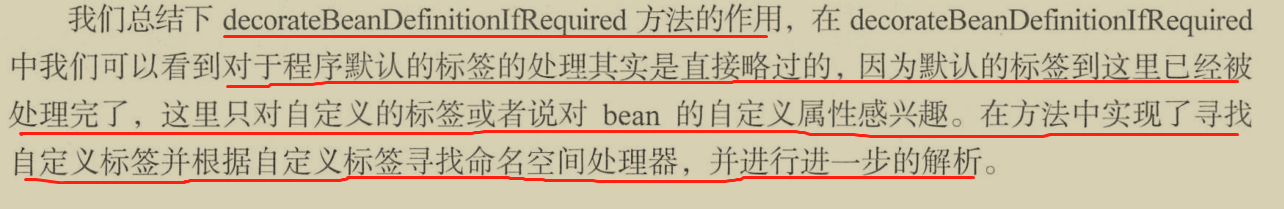 我们总结下 decorateBeanDefinitionIfRequired 方法的作用，在 decorateBeanDefinitionIfRequired
中我们可以看到对于程序默认的标签的处理其实是直接略过的，因为默认的标签到这里已经被
处理完了，这里只对自定义的标签或者说对 bean 的自定义属性感兴趣。在方法中实现了寻找
自定义标签并根据自定义标签寻找命名空间处理器，并进行进一步的解析。